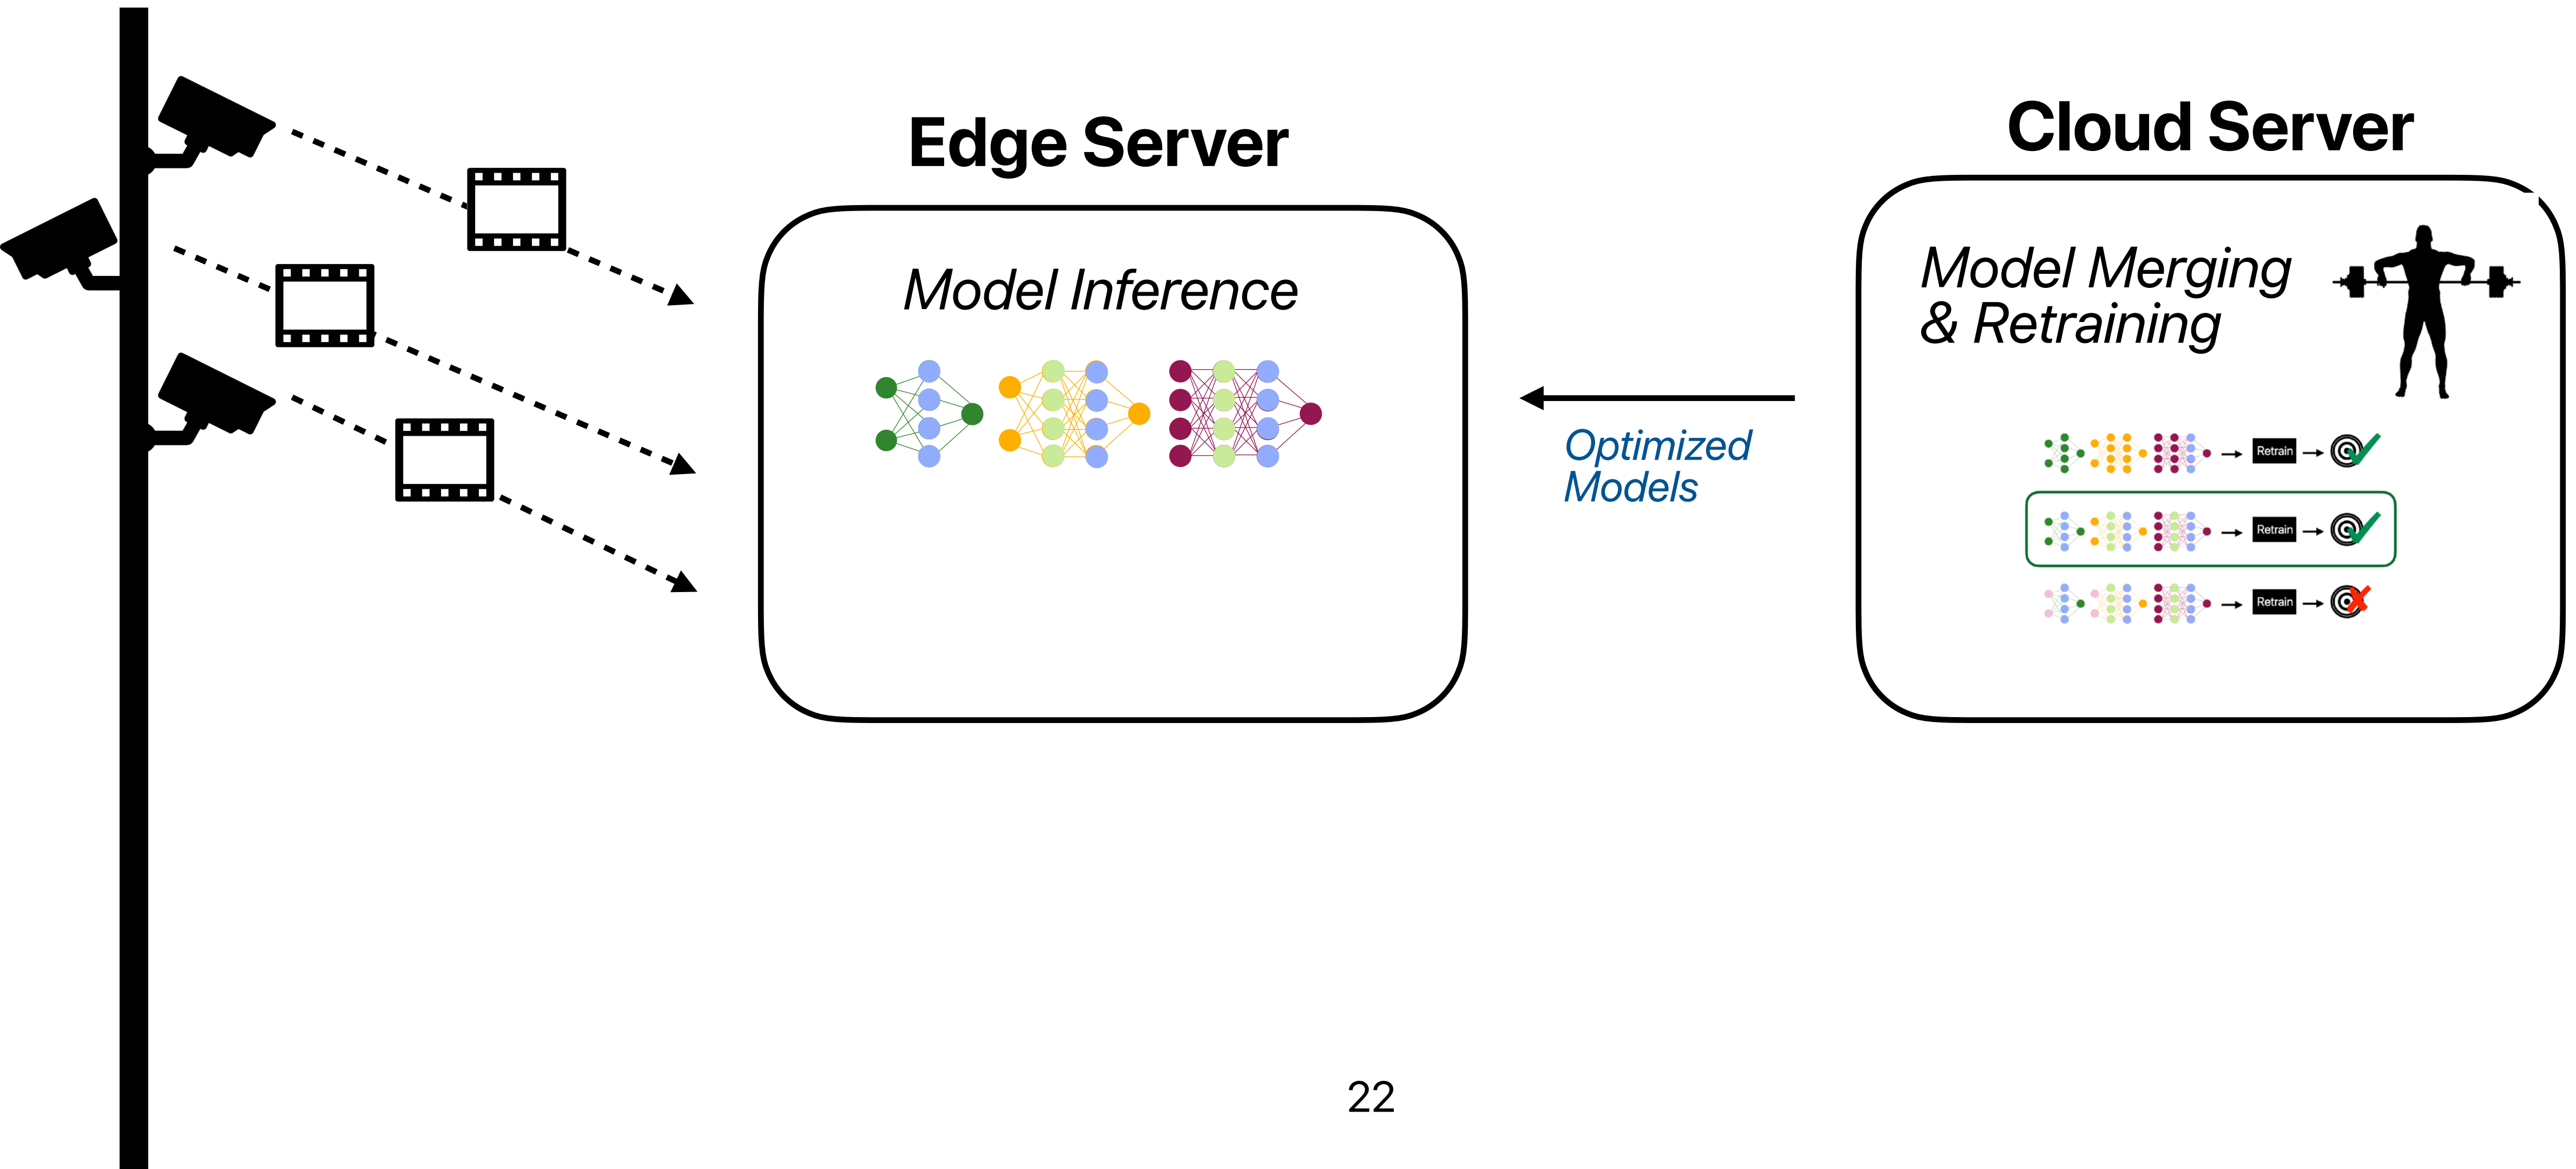 Edge Server
Model Inference
Optimized
Models
Cloud Server
Model Merging
& Retraining
Retrain
Retrain
Retrain
22